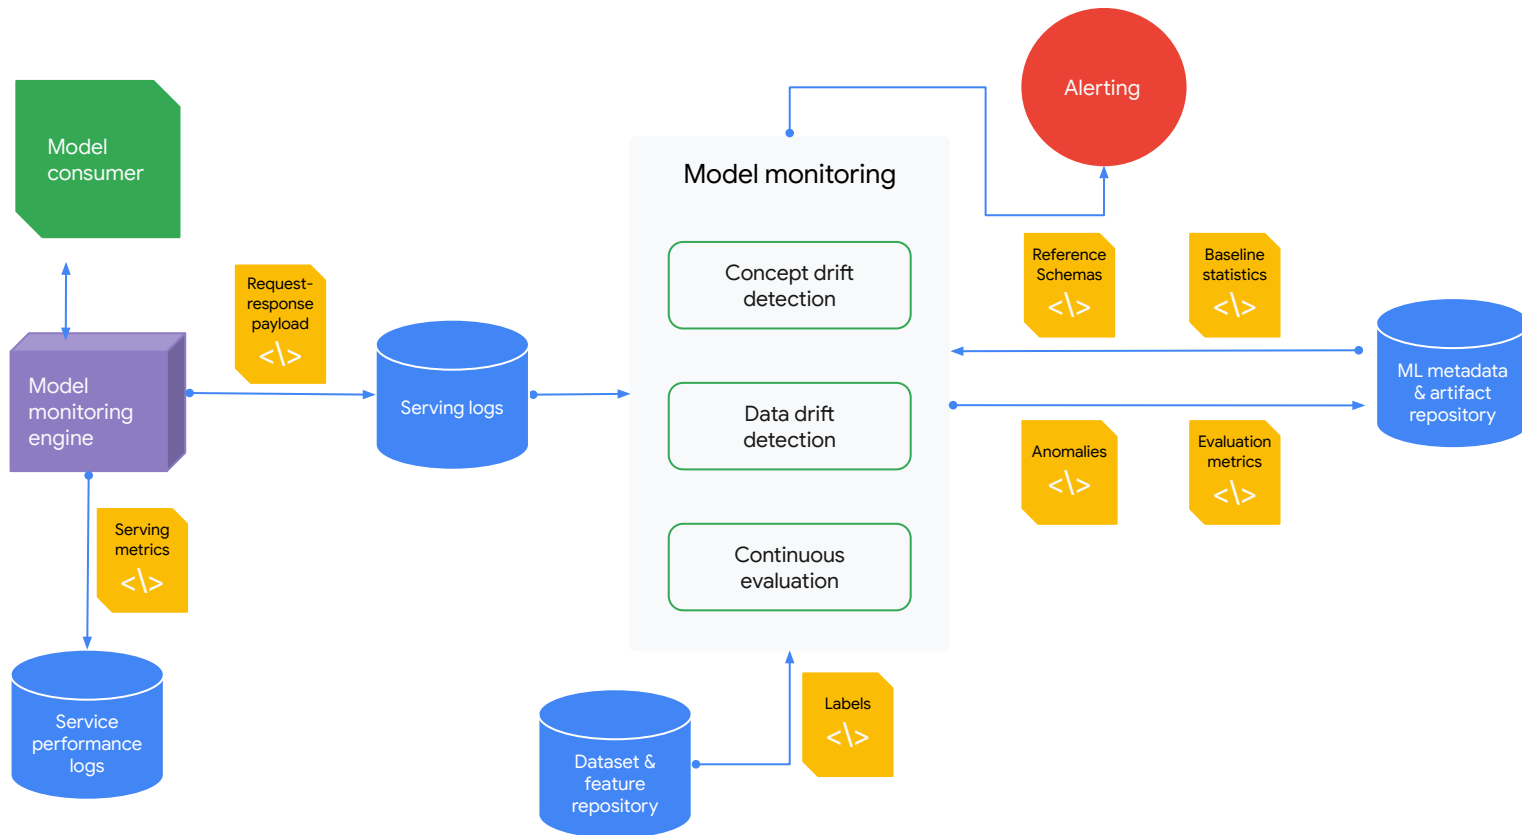 Alerting
Model
consumer
Model monitoring
Reference
Schemas
</>
Baseline
statistics
</>
Request-
response
payload
</>
Concept drift
detection
Model
monitoring
engine
Serving logs
ML metadata
& artifact
repository
Data drift
detection
Anomalies
</>
Evaluation
metrics
</>
Serving
metrics
</>
Continuous
evaluation
Service
performance
logs
Labels
</>
Dataset &
feature
repository